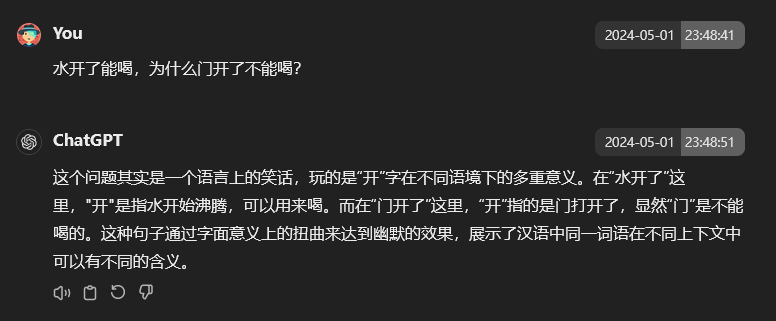 You
2024-05-01 23:48:41
水开了能喝，为什么门开了不能喝？
ChatGPT
2024-05-01 23:48:51
这个问题其实是一个语言上的笑话，玩的是“开”字在不同语境下的多重意义。在“水开了”这
里，"开"是指水开始沸腾，可以用来喝。而在“门开了”这里，“开”指的是门打开了，显然“门”是不能
喝的。这种句子通过字面意义上的扭曲来达到幽默的效果，展示了汉语中同一词语在不同上下文中
可以有不同的含义。